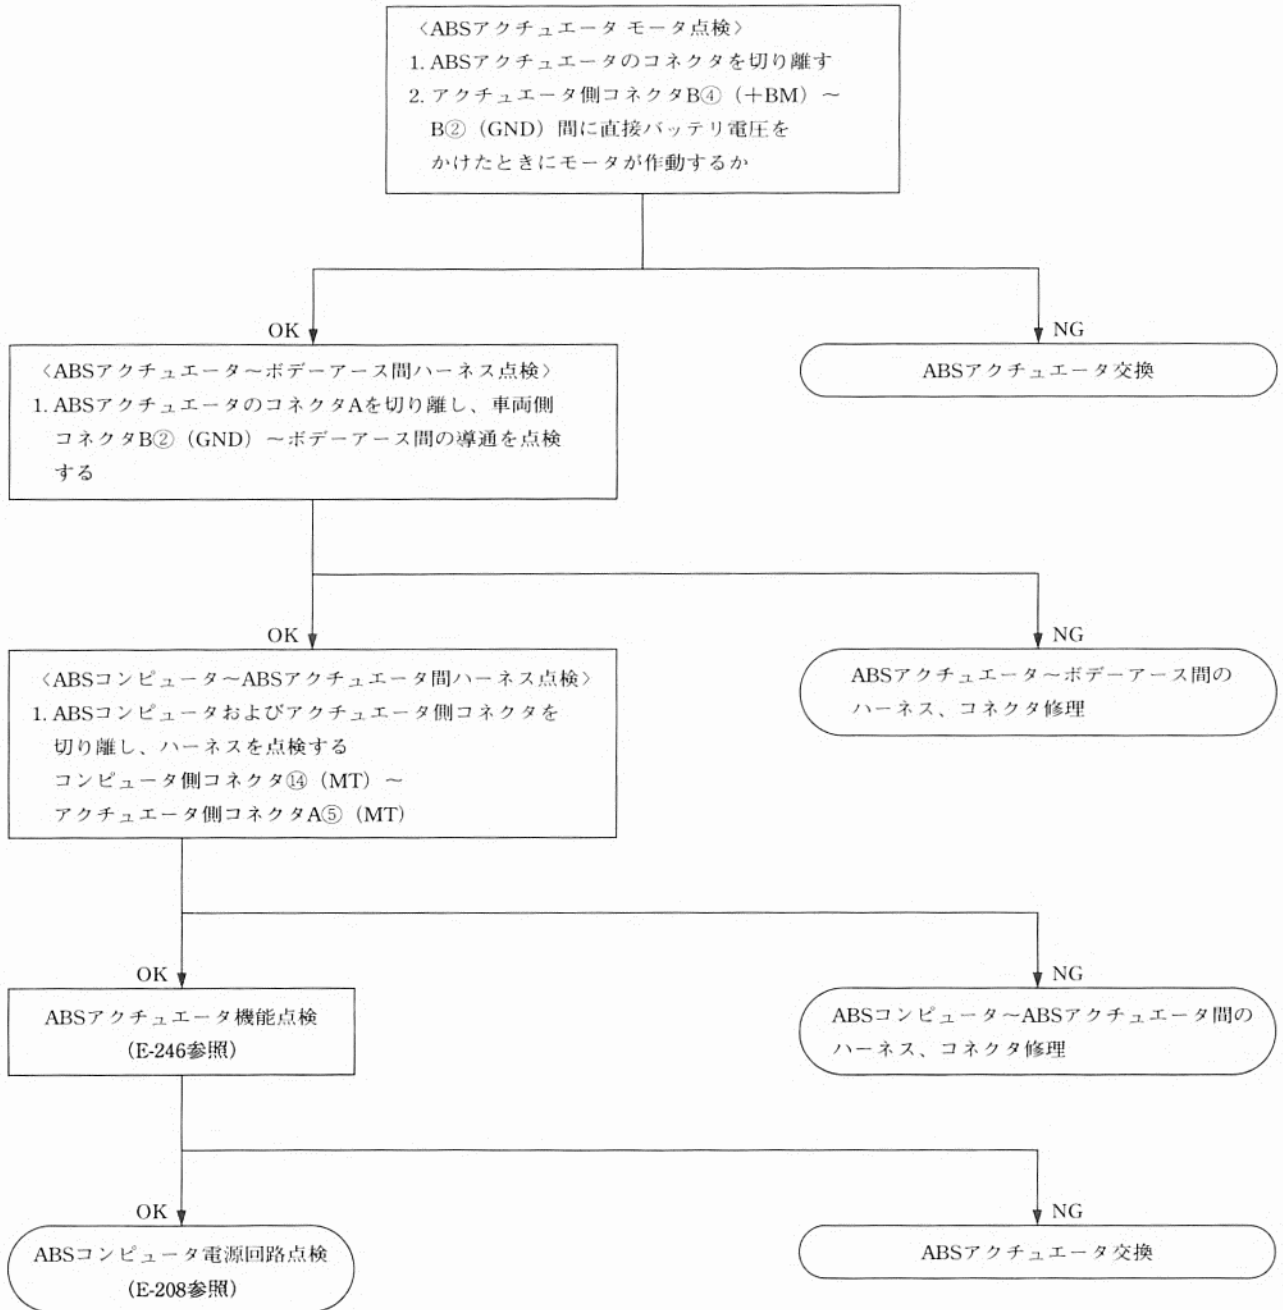 〈ABSアクチュエータ モータ点検〉
1. ABSアクチュエータのコネクタを切り離す
2. アクチュエータ側コネクタB④（＋BM）～
B②（GND）間に直接バッテリ電圧を
かけたときにモータが作動するか
OK
NG
〈ABSアクチュエータ～ボデーアース間ハーネス点検〉
1. ABSアクチュエータのコネクタAを切り離し、車両側
コネクタB②（GND）～ボデーアース間の導通を点検
する
ABSアクチュエータ交換
OK
NG
〈ABSコンピュータ～ABSアクチュエータ間ハーネス点検〉
1. ABSコンピュータおよびアクチュエータ側コネクタを
切り離し、ハーネスを点検する
コンピュータ側コネクタ⑭（MT）～
アクチュエータ側コネクタA⑤（MT）
ABSアクチュエータ～ボデーアース間の
ハーネス、コネクタ修理
OK
NG
ABSアクチュエータ機能点検
(E-246参照)
ABSコンピュータ～ABSアクチュエータ間の
ハーネス、コネクタ修理
OK
NG
ABSコンピュータ電源回路点検
(E-208参照)
ABSアクチュエータ交換